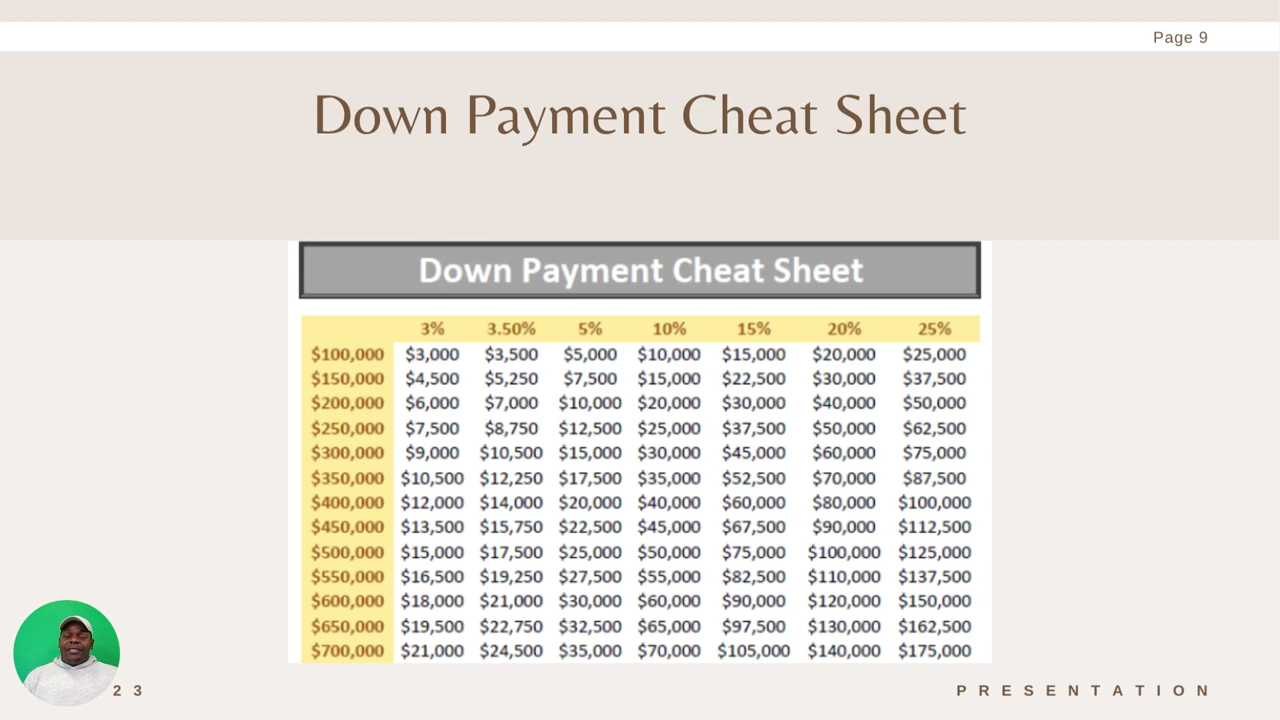 Page 9
Down Payment Cheat Sheet
Down Payment Cheat Sheet
3% 3.50% 5% 10% 15% 20% 25%
$100,000 $3,000 $3,500 $5,000 $10,000 $15,000 $20,000 $25,000
$150,000 $4,500 $5,250 $7,500 $15,000 $22,500 $30,000 $37,500
$200,000 $6,000 $7,000 $10,000 $20,000 $30,000 $40,000 $50,000
$250,000 $7,500 $8,750 $12,500 $25,000 $37,500 $50,000 $62,500
$300,000 $9,000 $10,500 $15,000 $30,000 $45,000 $60,000 $75,000
$350,000 $10,500 $12,250 $17,500 $35,000 $52,500 $70,000 $87,500
$400,000 $12,000 $14,000 $20,000 $40,000 $60,000 $80,000 $100,000
$450,000 $13,500 $15,750 $22,500 $45,000 $67,500 $90,000 $112,500
$500,000 $15,000 $17,500 $25,000 $50,000 $75,000 $100,000 $125,000
$550,000 $16,500 $19,250 $27,500 $55,000 $82,500 $110,000 $137,500
$600,000 $18,000 $21,000 $30,000 $60,000 $90,000 $120,000 $150,000
$650,000 $19,500 $22,750 $32,500 $65,000 $97,500 $130,000 $162,500
$700,000 $21,000 $24,500 $35,000 $70,000 $105,000 $140,000 $175,000
23 PRESENTATION